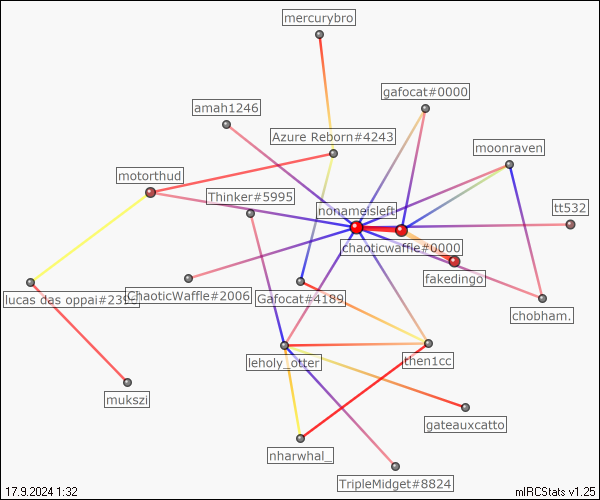 mercurybro
gafocat#0000
amah1246
Azure Reborn#4243
moonraven
motorthud
Thinker#5995
nonameisleft
tt532
chaoticwaffle#0000
fakedingo
lucas das oppai#239
ChaoticWaffle#2006
Gafocat#4189
chobham.
leholy_otter
then1cc
mukszi
gateauxcatto
nharwhal_
TripleMidget#8824
17.9.2024 1:32
mIRCStats v1.25